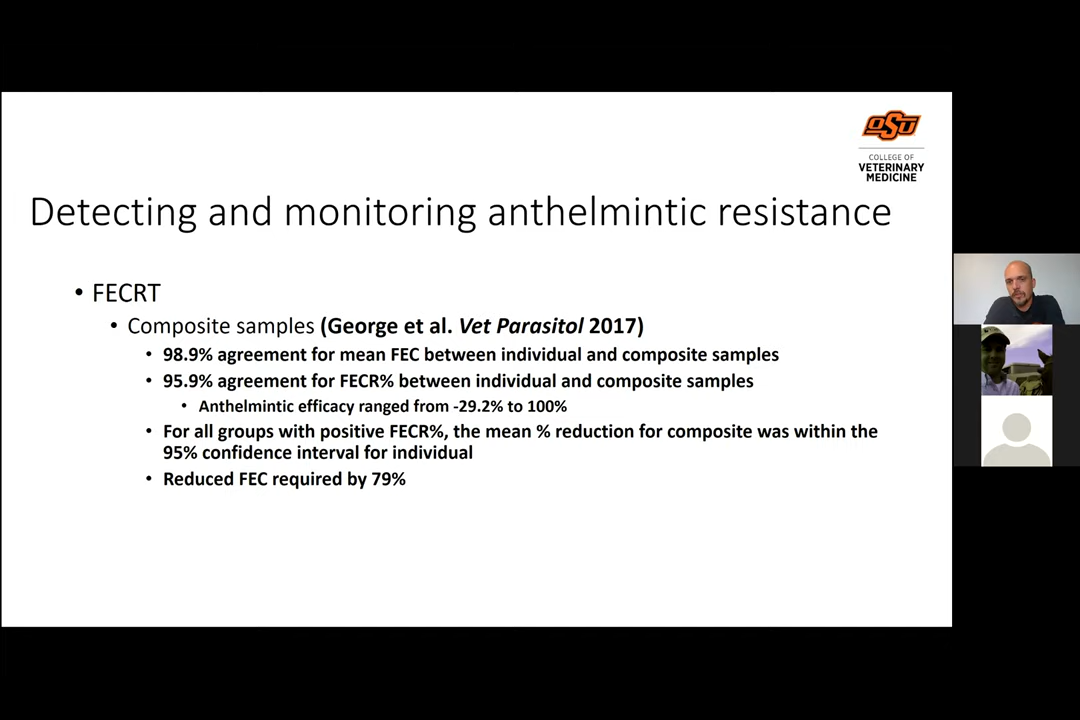 OSU
COLLEGE OF
VETERINARY
MEDICINE
Detecting and monitoring anthelmintic resistance
• FECRT
• Composite samples (George et al. Vet Parasitol 2017)
• 98.9% agreement for mean FEC between individual and composite samples
• 95.9% agreement for FECR% between individual and composite samples
• Anthelmintic efficacy ranged from -29.2% to 100%
• For all groups with positive FECR%, the mean % reduction for composite was within the
95% confidence interval for individual
• Reduced FEC required by 79%